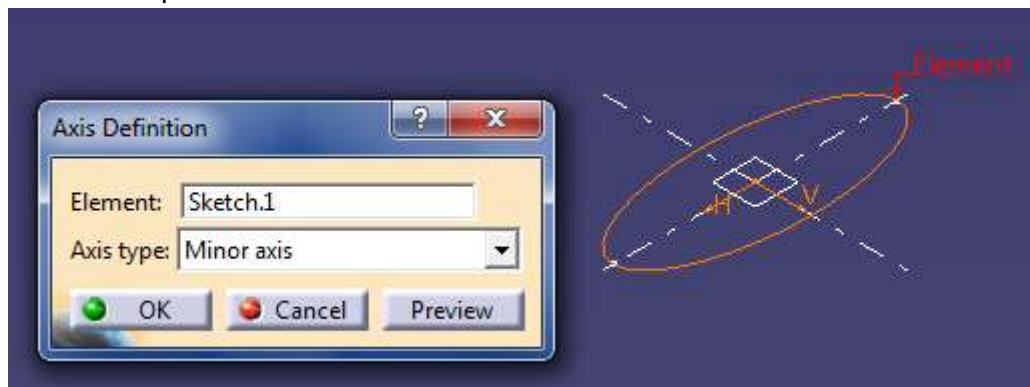 Axis Definition
?
X
Element: Sketch.1
Axis type: Minor axis
OK Cancel Preview
Element
H
V